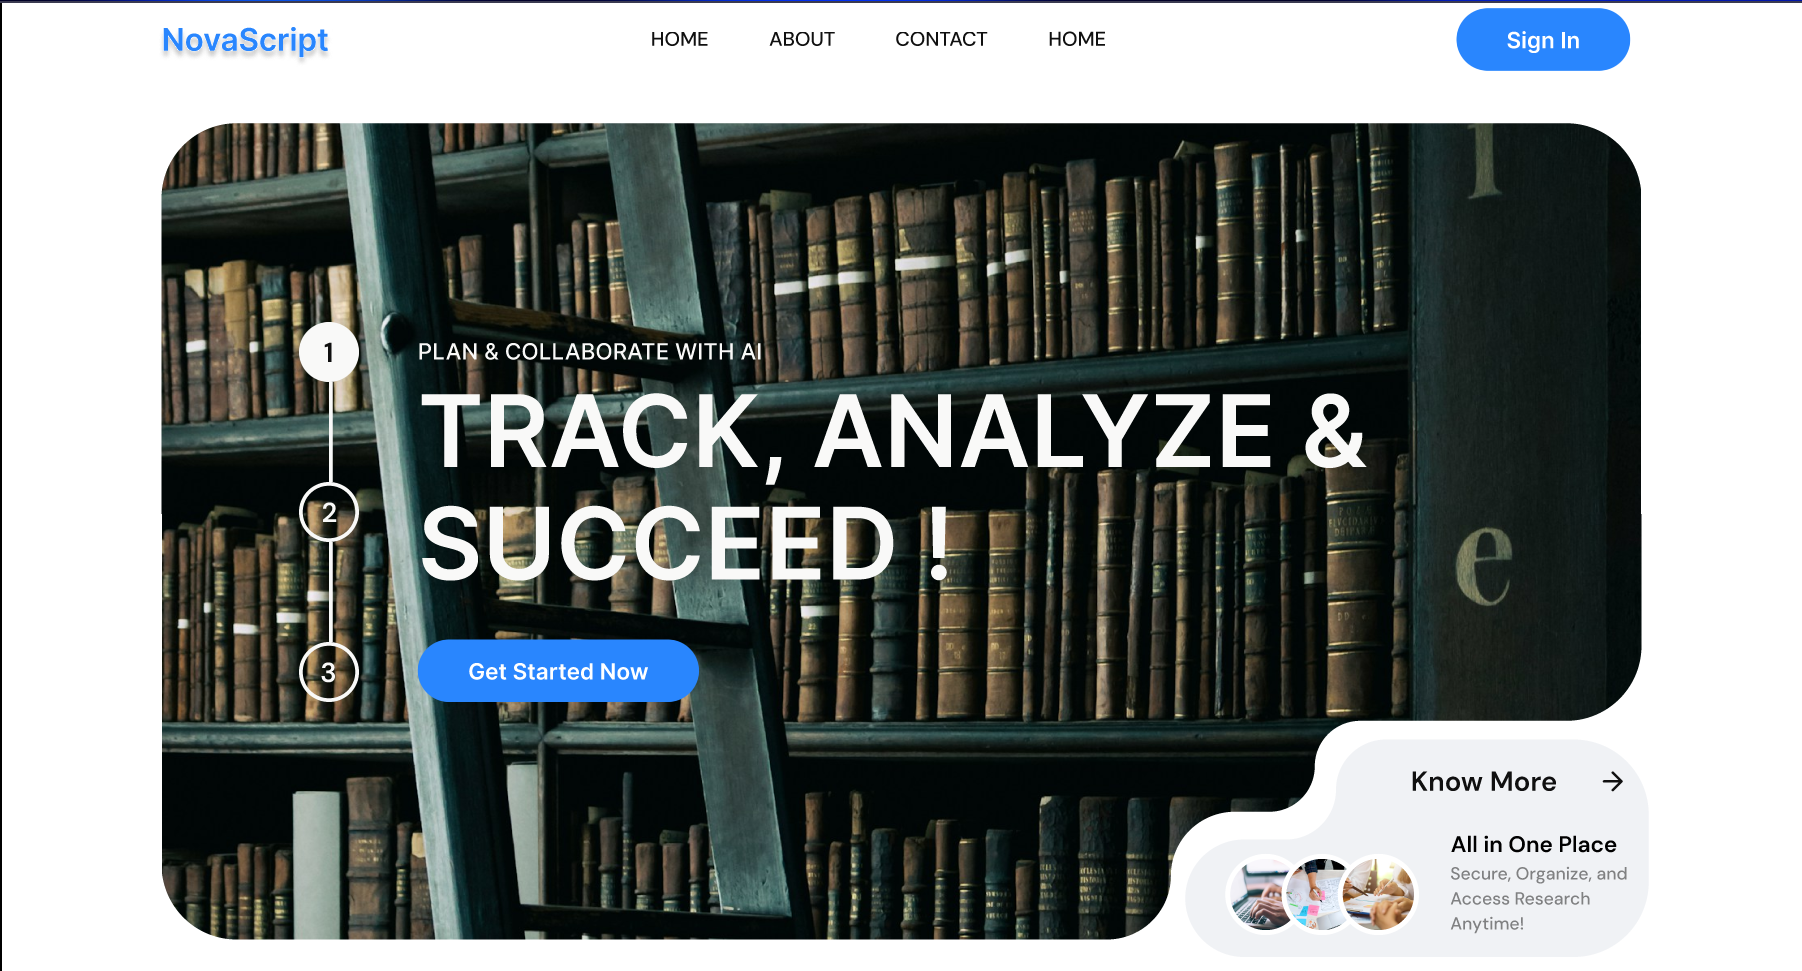 NovaScript
HOME
ABOUT
CONTACT
HOME
Sign In
1
PLAN & COLLABORATE WITH AI
TRACK, ANALYZE &
SUCCEED !
2
3
Get Started Now
e
Know More
All in One Place
Secure, Organize, and
Access Research
Anytime!